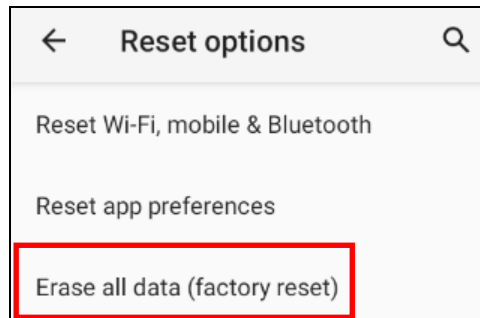 Reset options
Reset Wi-Fi, mobile & Bluetooth
Reset app preferences
Erase all data (factory reset)